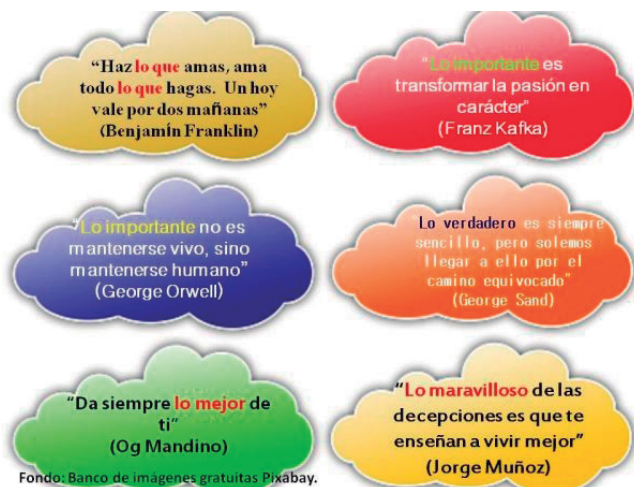 “Haz lo que amas, ama
todo lo que hagas. Un hoy
vale por dos mañanas”
(Benjamín Franklin)
“Lo importante es
transformar la pasión en
carácter”
(Franz Kafka)
“Lo importante no es
mantenerse vivo, sino
mantenerse humano”
(George Orwell)
“Lo verdadero es siempre
sencillo, pero solemos
llegar a ello por el
camino equivocado”
(George Sand)
“Da siempre lo mejor de
ti”
(Og Mandino)
“Lo maravilloso de las
decepciones es que te
enseñan a vivir mejor”
(Jorge Muñoz)
Fondo: Banco de imágenes gratuitas Pixabay.